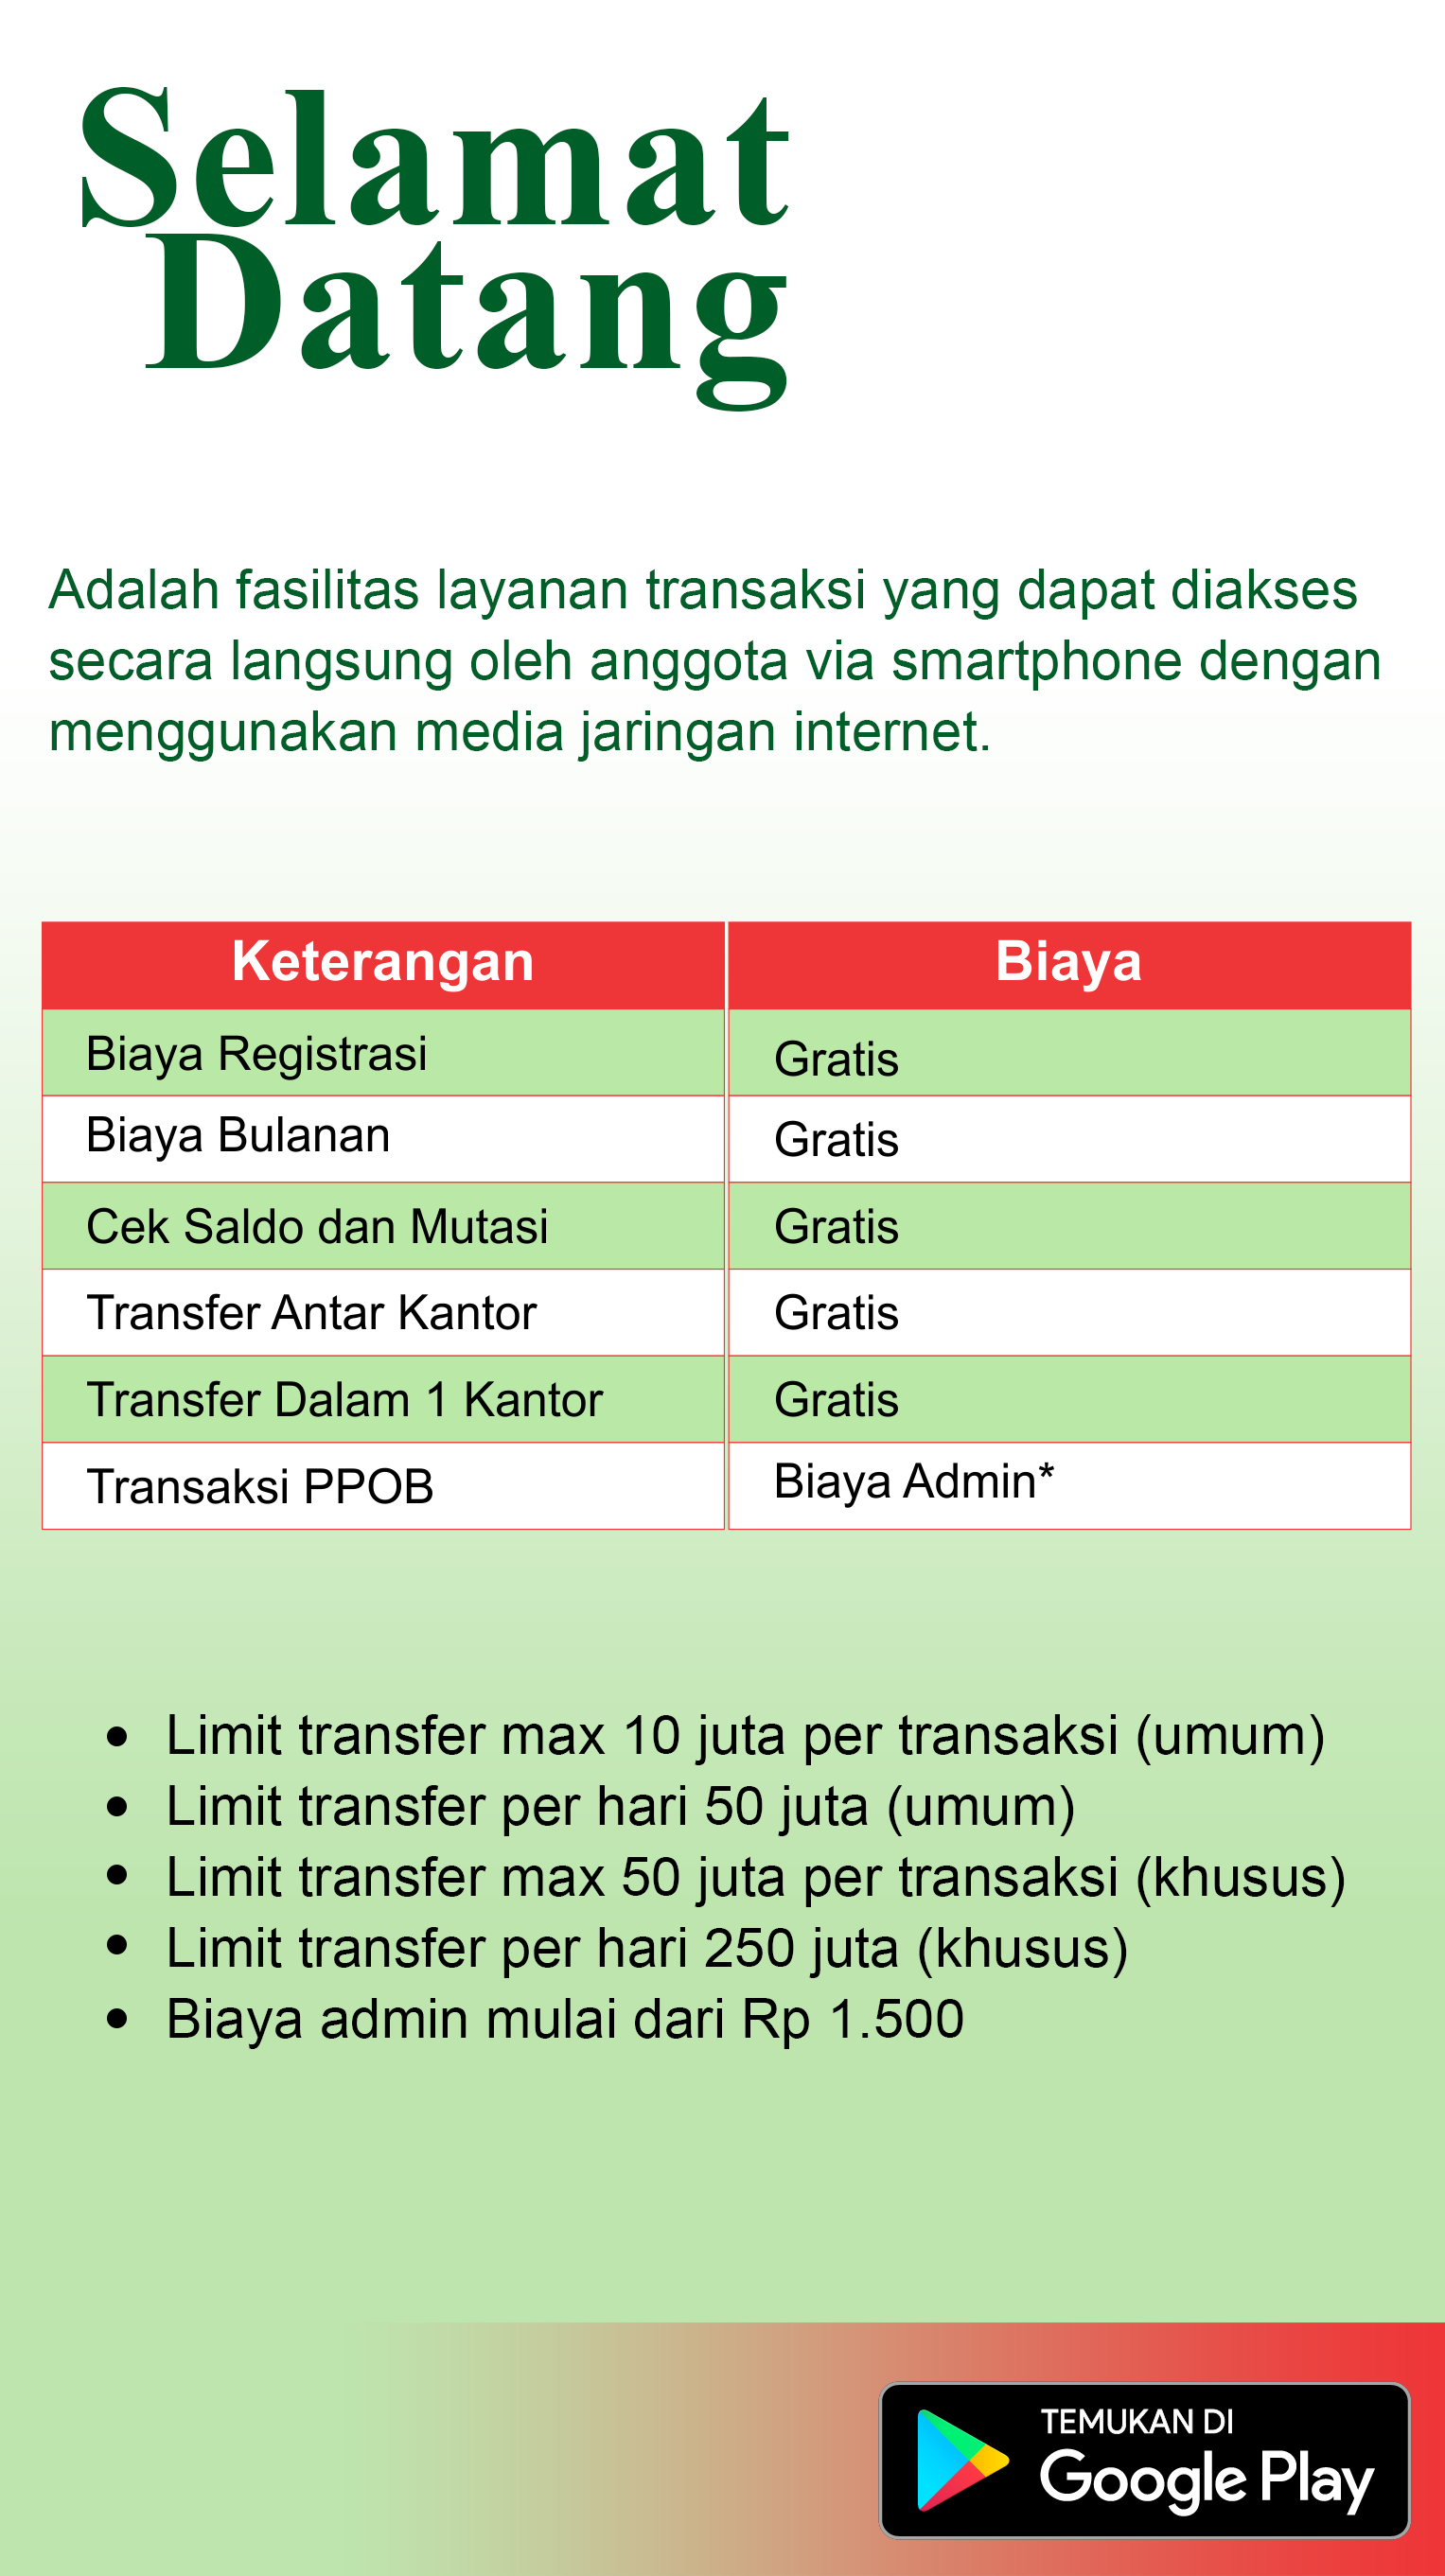 Selamat
Datang
Adalah fasilitas layanan transaksi yang dapat diakses
secara langsung oleh anggota via smartphone dengan
menggunakan media jaringan internet.
Keterangan Biaya
Biaya Registrasi Gratis
Biaya Bulanan Gratis
Cek Saldo dan Mutasi Gratis
Transfer Antar Kantor Gratis
Transfer Dalam 1 Kantor Gratis
Transaksi PPOB Biaya Admin*
• Limit transfer max 10 juta per transaksi (umum)
• Limit transfer per hari 50 juta (umum)
• Limit transfer max 50 juta per transaksi (khusus)
• Limit transfer per hari 250 juta (khusus)
• Biaya admin mulai dari Rp 1.500
TEMUKAN DI
Google Play